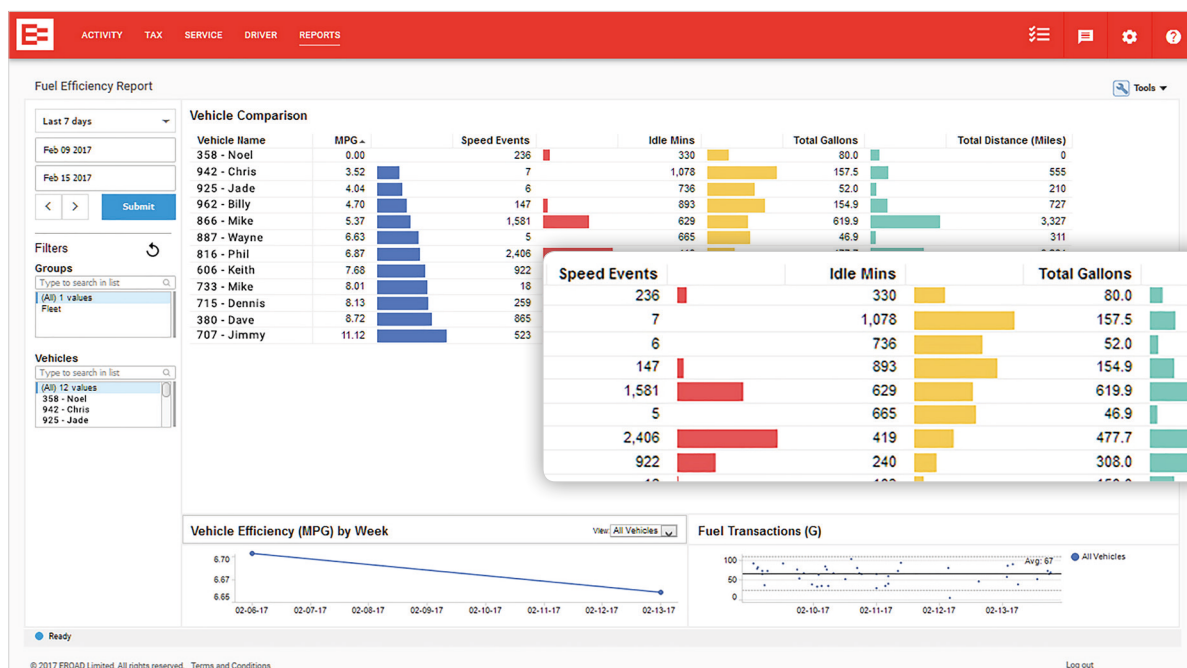 ACTIVITY TAX SERVICE DRIVER REPORTS
Fuel Efficiency Report
Tools
Last 7 days
Feb 09 2017
Feb 15 2017
< > Submit
Filters
Groups
Type to search in list
(All) 1 values
Fleet
Vehicles
Type to search in list
(All) 12 values
358 - Noel
942 - Chris
925 - Jade
Vehicle Comparison
Vehicle Name MPG Speed Events Idle Mins Total Gallons Total Distance (Miles)
358 - Noel 0.00 236 330 80.0 0
942 - Chris 3.52 7 1,078 157.5 555
925 - Jade 4.04 6 736 52.0 210
962 - Billy 4.70 147 893 154.9 727
866 - Mike 5.37 1,581 629 619.9 3,327
887 - Wayne 6.63 5 665 46.9 311
816 - Phil 6.87 2,406
606 - Keith 7.68 922
733 - Mike 8.01 18
715 - Dennis 8.13 259
380 - Dave 8.72 865
707 - Jimmy 11.12 523
Speed Events Idle Mins Total Gallons
236 330 80.0
7 1,078 157.5
6 736 52.0
147 893 154.9
1,581 629 619.9
5 665 46.9
2,406 419 477.7
922 240 308.0
Vehicle Efficiency (MPG) by Week View: All Vehicles
6.70
6.67
6.65
02-06-17 02-07-17 02-08-17 02-09-17 02-10-17 02-11-17 02-12-17 02-13-17
Fuel Transactions (G)
100
50
0
Avg: 67
All Vehicles
02-10-17 02-11-17 02-12-17 02-13-17
Ready
© 2017 EROAD Limited. All rights reserved. Terms and Conditions Log out